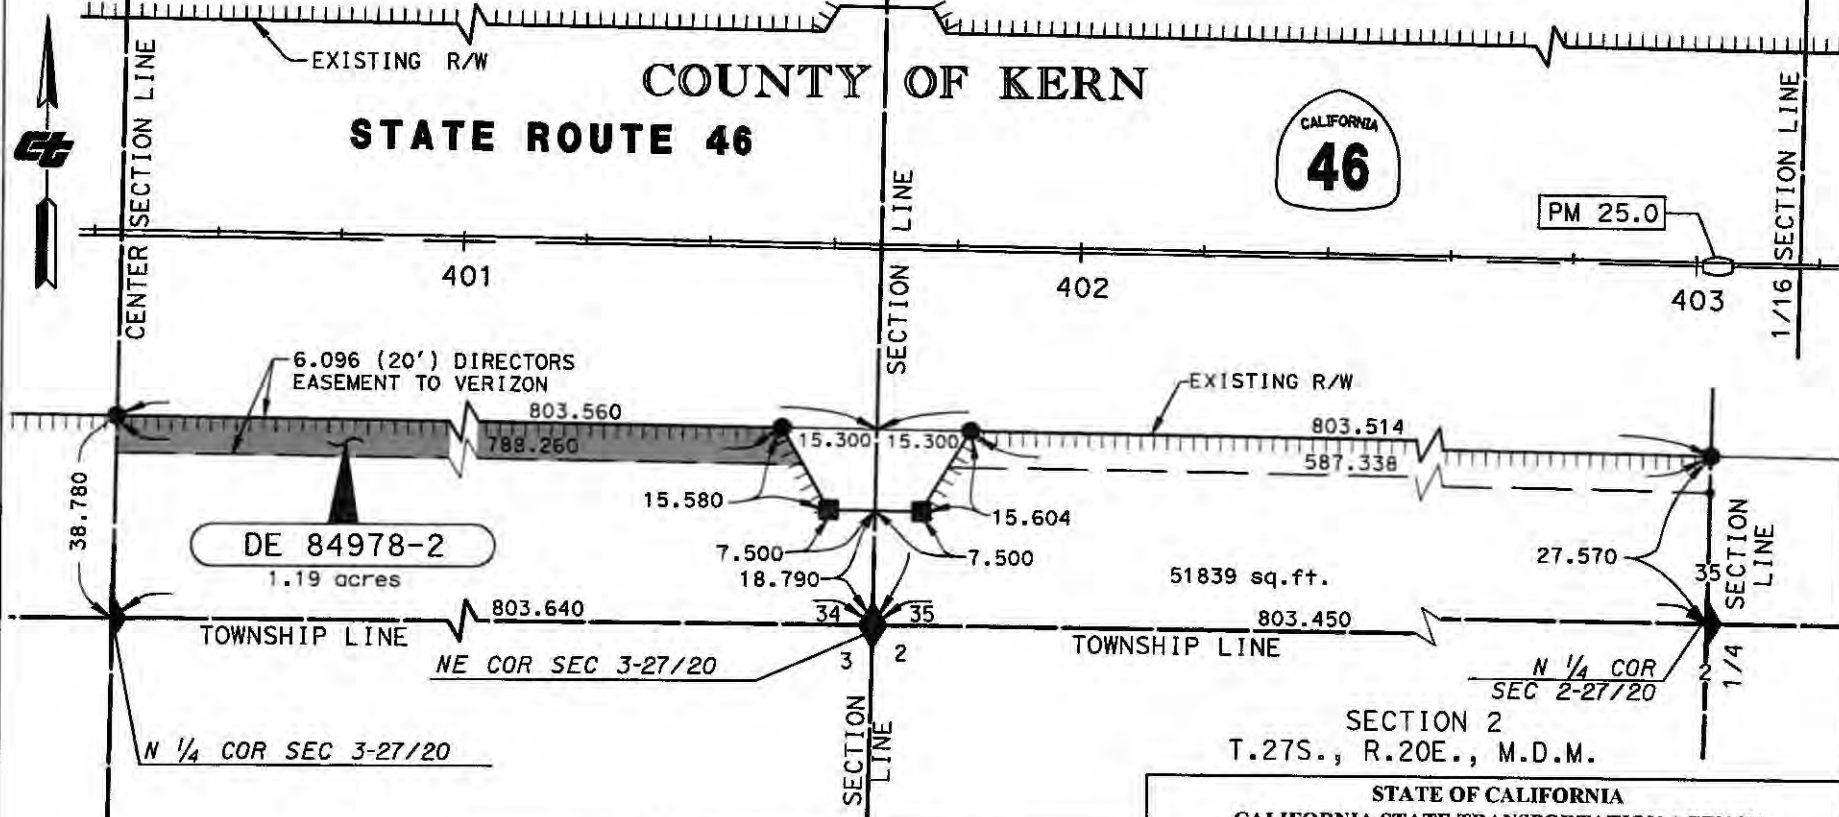 EXISTING R/W
CENTER SECTION LINE
COUNTY OF KERN
STATE ROUTE 46
SECTION LINE
CALIFORNIA
46
PM 25.0
1/16 SECTION LINE
Ct
401
402
403
6.096 (20') DIRECTORS
EASEMENT TO VERIZON
EXISTING R/W
803.560
788.260
15.300
15.300
803.514
587.338
38.780
15.580
15.604
DE 84978-2
1.19 acres
7.500
7.500
18.790
51839 sq.ft.
27.570
35
SECTION
LINE
803.640
34
35
803.450
TOWNSHIP LINE
TOWNSHIP LINE
NE COR SEC 3-27/20
3
2
N 1/4 COR
SEC 2-27/20
2
1/4
N 1/4 COR SEC 3-27/20
SECTION
LINE
SECTION 2
T.27S., R.20E., M.D.M.
STATE OF CALIFORNIA